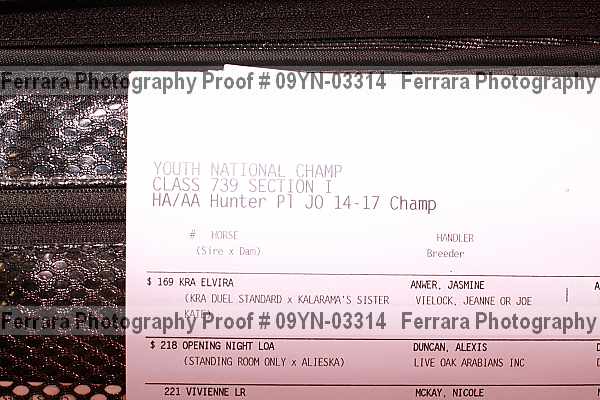 Ferrara Photography Proof # 09YN-03314 Ferrara Photography
YOUTH NATIONAL CHAMP
CLASS 739 SECTION I
HA/AA Hunter Pl JO 14-17 Champ
# HORSE HANDLER
(Sire x Dam) Breeder
$ 169 KRA ELVIRA ANWER, JASMINE A
(KRA DUEL STANDARD x KALARAMA'S SISTER VIELOCK, JEANNE OR JOE
KATE)
Ferrara Photography Proof # 09YN-03314 Ferrara Photography
$ 218 OPENING NIGHT LOA DUNCAN, ALEXIS
(STANDING ROOM ONLY x ALIESKA) LIVE OAK ARABIANS INC
221 VIVIENNE LR MCKAY, NICOLE